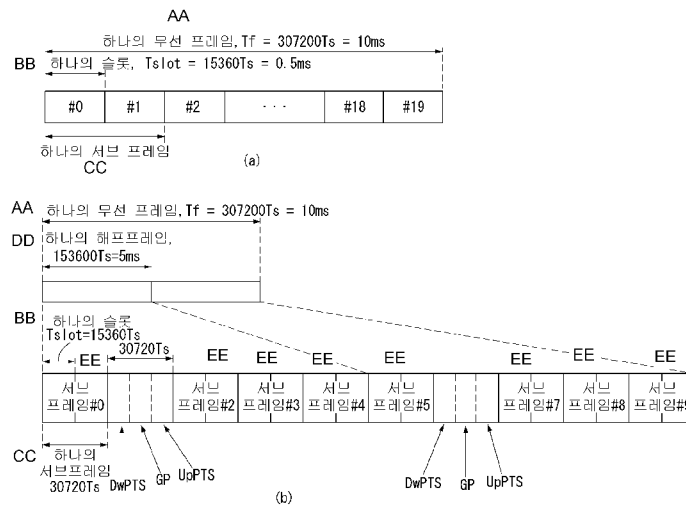 AA
하나의 무선 프레임, Tf = 307200Ts = 10ms
BB 하나의 슬롯, Tslot = 15360Ts = 0.5ms
#0 #1 #2 ··· #18 #19
하나의 서브 프레임
CC
(a)
AA 하나의 무선 프레임, Tf = 307200Ts = 10ms
DD 하나의 해프프레임,
153600Ts=5ms
BB 하나의 슬롯
Tslot=15360Ts
30720Ts
EE EE EE EE EE EE EE EE
서브 프레임#0
서브 프레임#2
서브 프레임#3
서브 프레임#4
서브 프레임#5
서브 프레임#7
서브 프레임#8
서브 프레임#9
CC 하나의
서브프레임
30720Ts
DwPTS GP UpPTS
DwPTS GP UpPTS
(b)